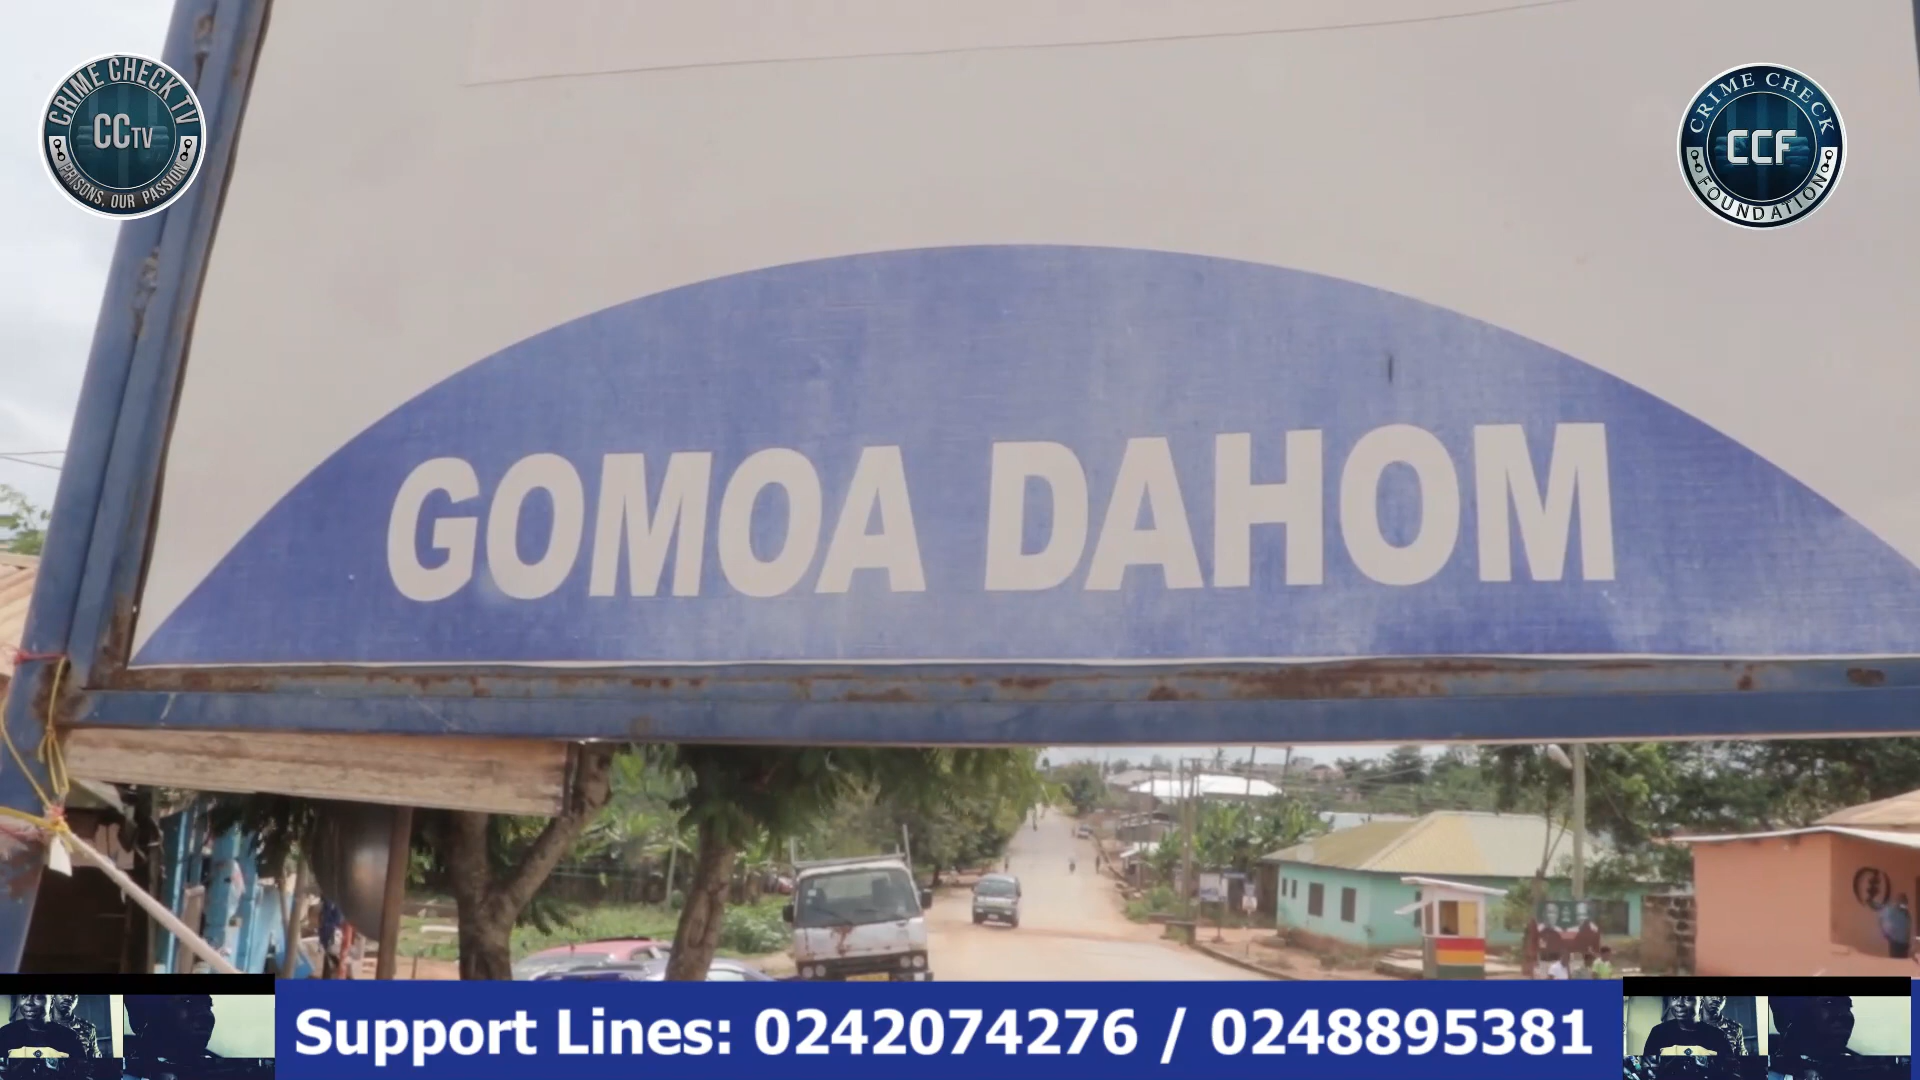 CRIME CHECK TV
CCTV
PRISONS, OUR PASSION
CRIME CHECK
CCF
FOUNDATION
GOMOA DAHOM
Support Lines: 0242074276 / 0248895381